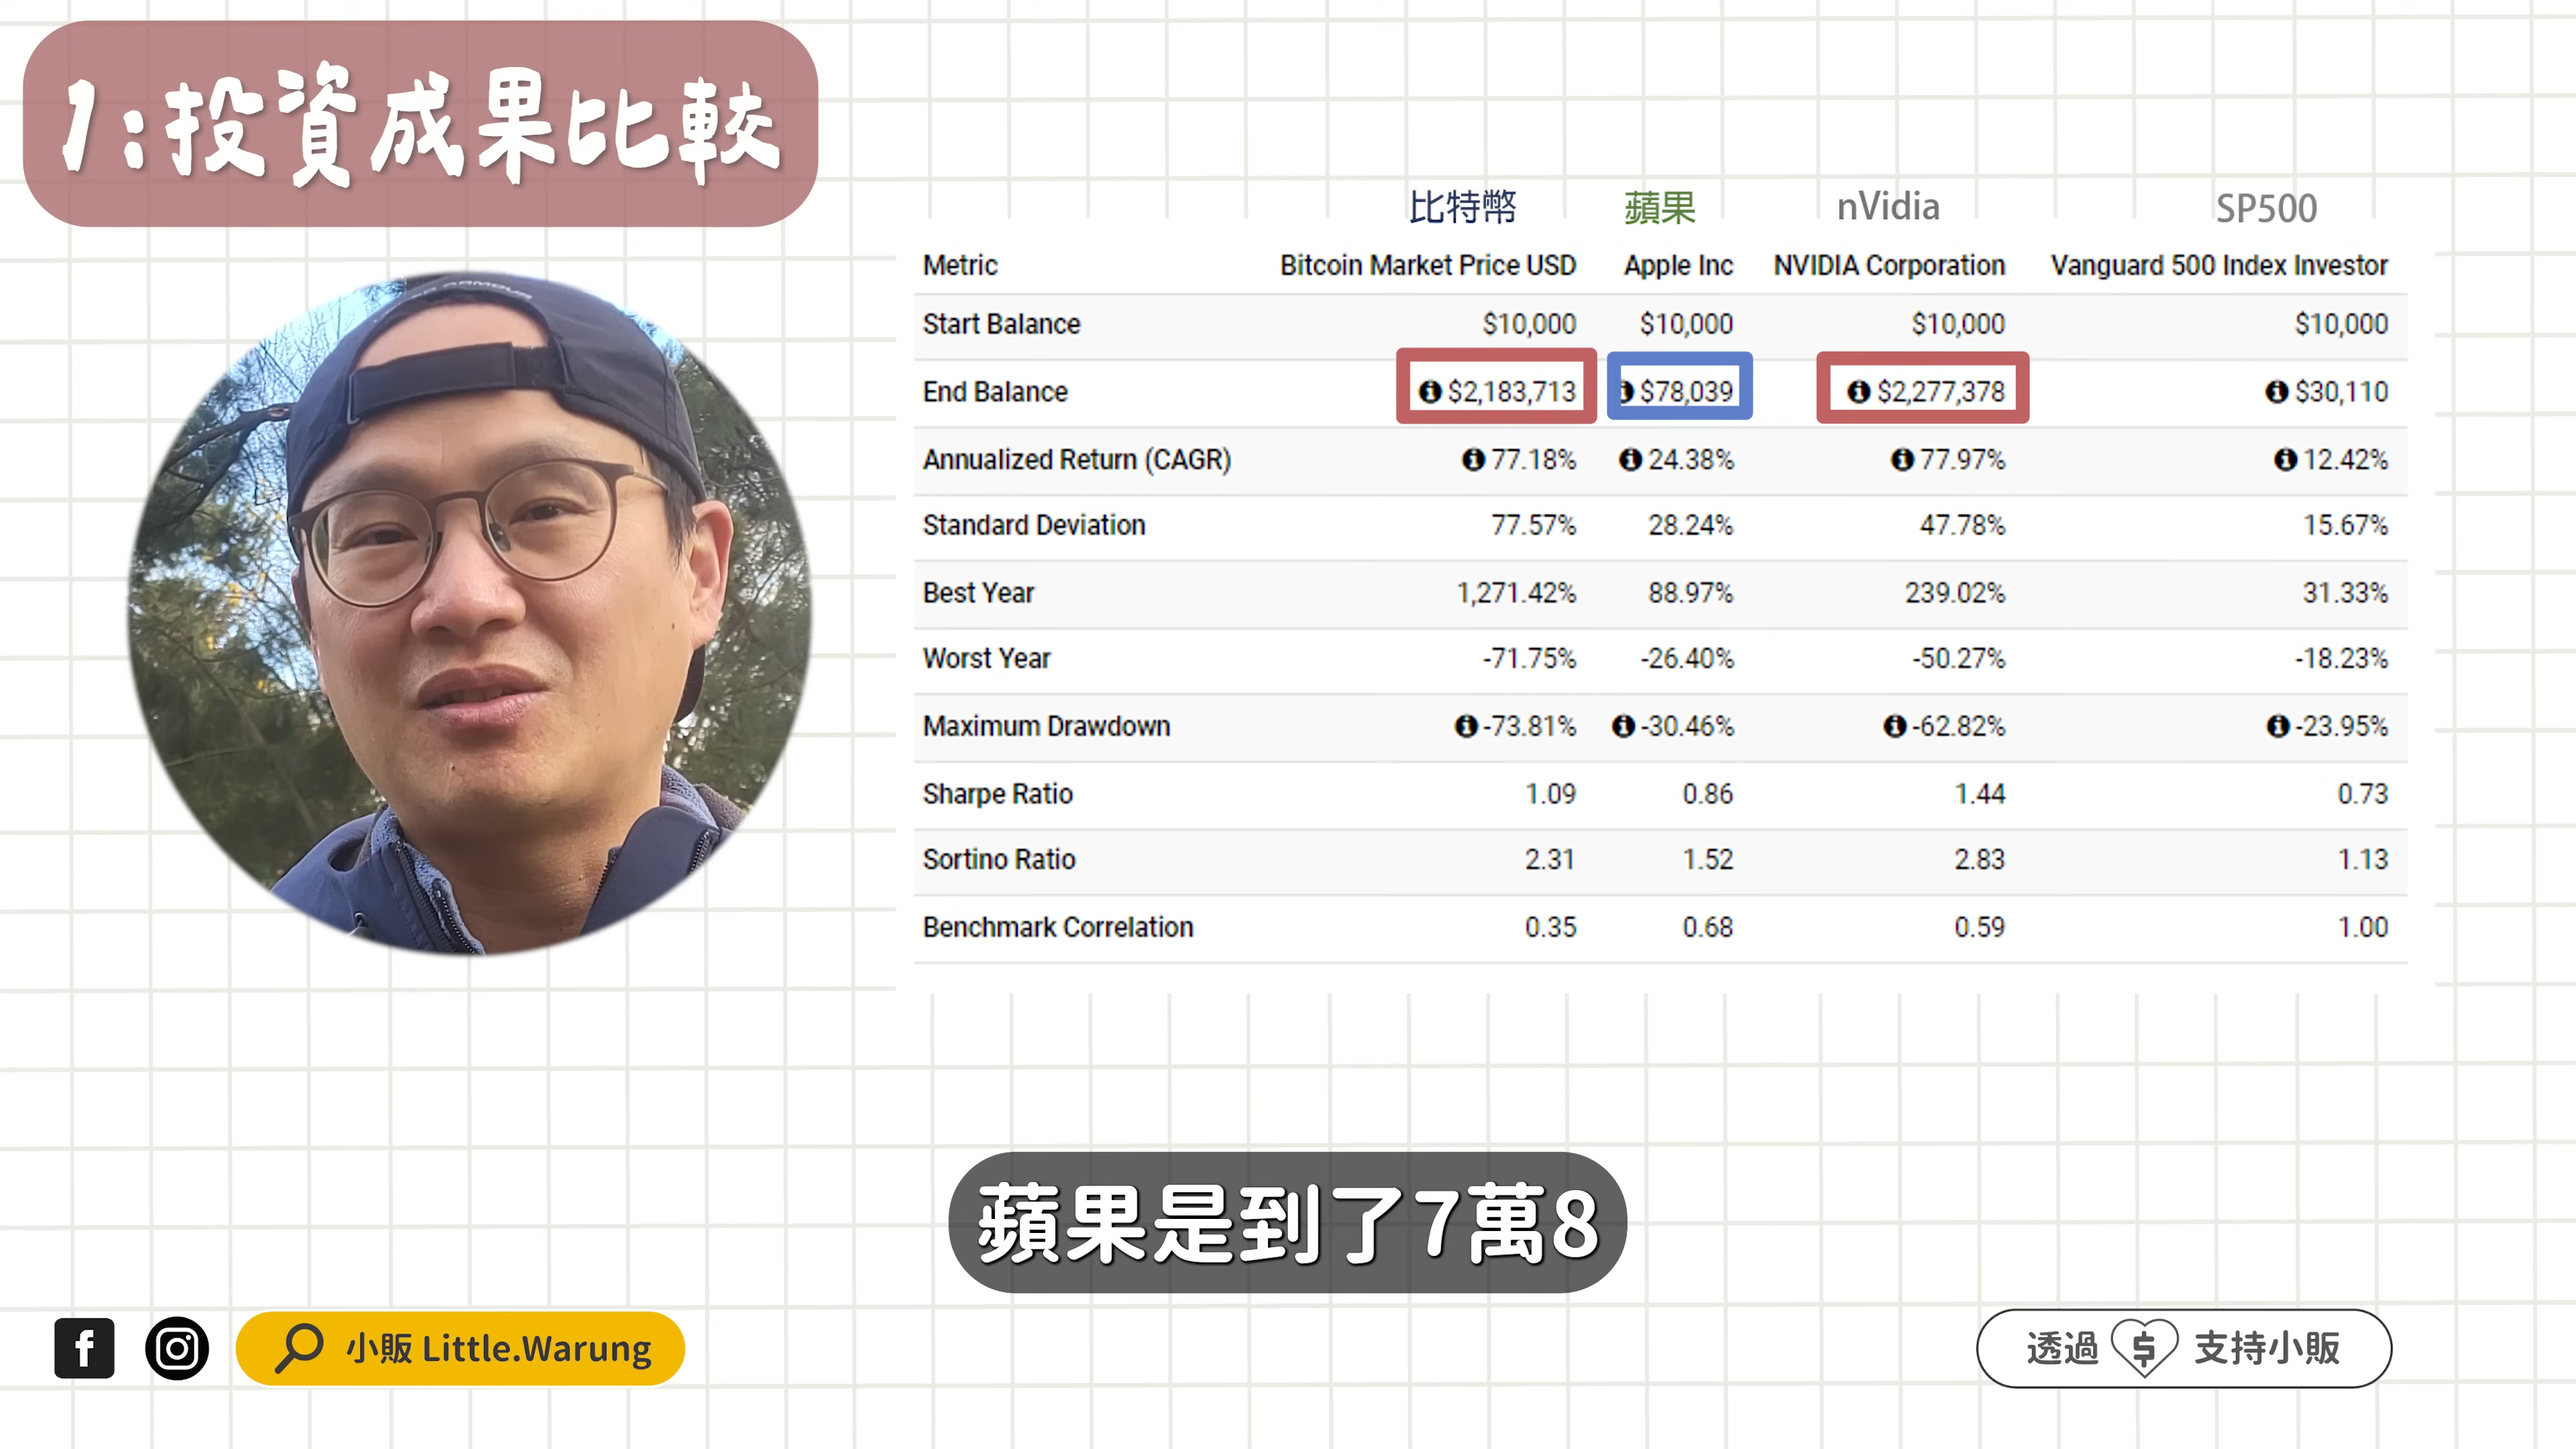 1:投資成果比較
比特幣 蘋果 nVidia SP500
Metric Bitcoin Market Price USD Apple Inc NVIDIA Corporation Vanguard 500 Index Investor
Start Balance $10,000 $10,000 $10,000 $10,000
End Balance $2,183,713 $78,039 $2,277,378 $30,110
Annualized Return (CAGR) 77.18% 24.38% 77.97% 12.42%
Standard Deviation 77.57% 28.24% 47.78% 15.67%
Best Year 1,271.42% 88.97% 239.02% 31.33%
Worst Year -71.75% -26.40% -50.27% -18.23%
Maximum Drawdown -73.81% -30.46% -62.82% -23.95%
Sharpe Ratio 1.09 0.86 1.44 0.73
Sortino Ratio 2.31 1.52 2.83 1.13
Benchmark Correlation 0.35 0.68 0.59 1.00
蘋果是到了7萬8
小販 Little.Warung
透過 $ 支持小販